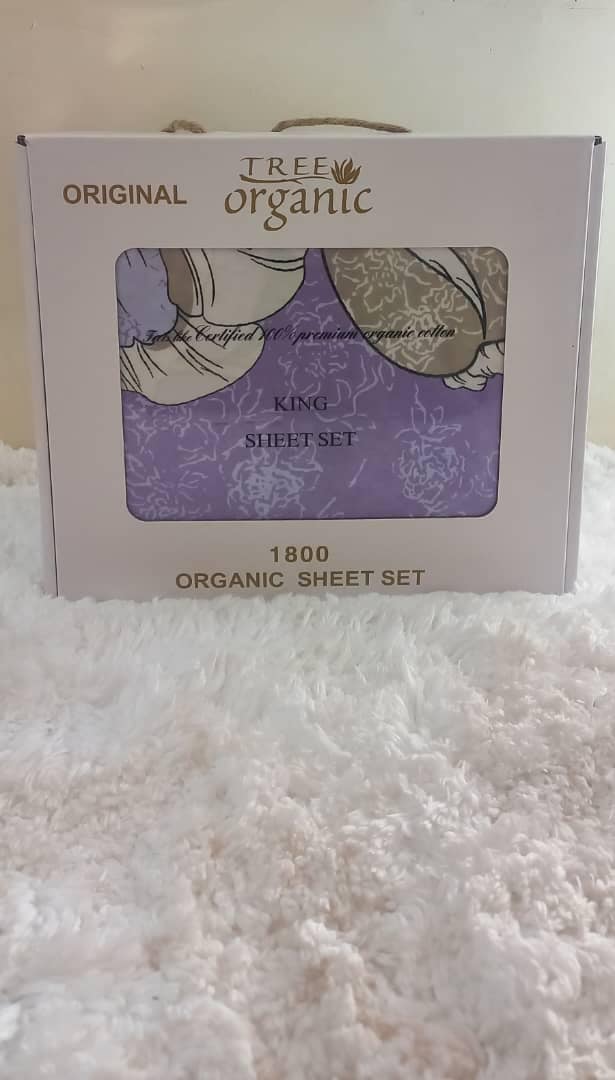 ORIGINAL
TREE
organic
Certified 100% premium organic cotton
KING
SHEET SET
1800
ORGANIC SHEET SET